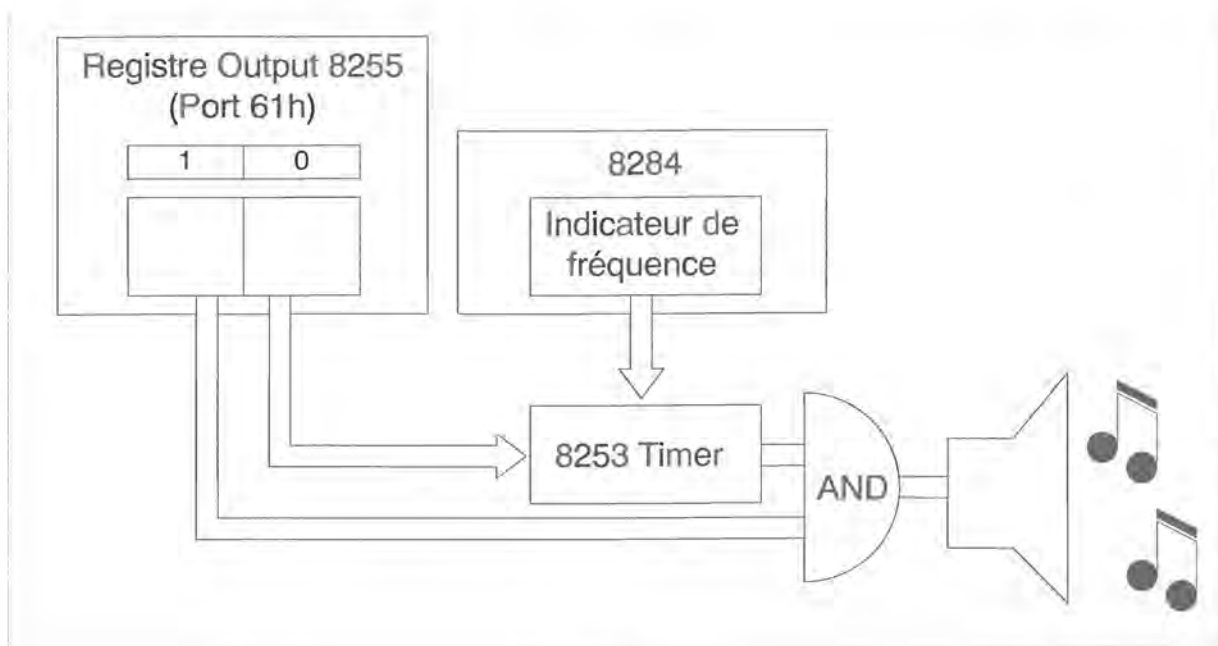 Registre Output 8255
(Port 61h)
1 0
8284
Indicateur de
fréquence
8253 Timer
AND